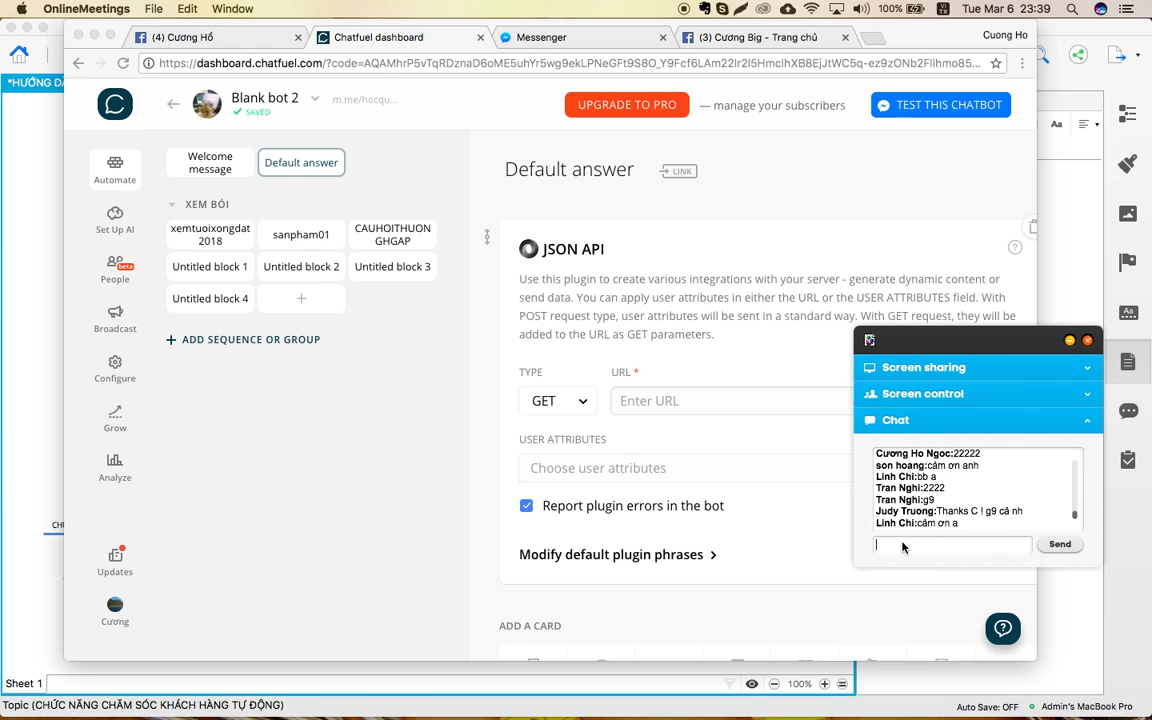 OnlineMeetings File Edit Window
100% VI TX Tue Mar 6 23:39
(4) Cương Hồ
Chatfuel dashboard
Messenger
(3) Cương Big - Trang chủ
Cuong Ho
https://dashboard.chatfuel.com/?code=AQAMhrP5vTqRDznaD6oME5uhYr5wg9ekLPNeGFt9S8O_Y9Fcf6LAm22lr2l5HmclhXB8EjJtWC5q-ez9zONb2Fllhmo85...
*HƯỚNG D
Blank bot 2
m.me/hocqu...
SAVED
UPGRADE TO PRO
— manage your subscribers
TEST THIS CHATBOT
Aa
Automate
Set Up AI
beta
People
Broadcast
Configure
Grow
Analyze
Updates
Cương
Welcome
message
Default answer
XEM BÓI
xemtuoixongdat
2018
sanpham01
CAUHOITHUON
GHGAP
Untitled block 1
Untitled block 2
Untitled block 3
Untitled block 4
+
+ ADD SEQUENCE OR GROUP
Default answer
LINK
JSON API
Use this plugin to create various integrations with your server - generate dynamic content or
send data. You can apply user attributes in either the URL or the USER ATTRIBUTES field. With
POST request type, user attributes will be sent in a standard way. With GET request, they will be
added to the URL as GET parameters.
TYPE
URL *
GET
Enter URL
USER ATTRIBUTES
Choose user attributes
Report plugin errors in the bot
Modify default plugin phrases >
ADD A CARD
Screen sharing
Screen control
Chat
Cương Ho Ngoc:22222
son hoang:cảm ơn anh
Linh Chi:bb a
Tran Nghi:2222
Tran Nghi:g9
Judy Truong:Thanks C ! g9 cả nh
Linh Chi:cảm ơn a
Send
CH
Sheet 1
100%
Topic (CHỨC NĂNG CHĂM SÓC KHÁCH HÀNG TỰ ĐỘNG)
Auto Save: OFF
Admin's MacBook Pro